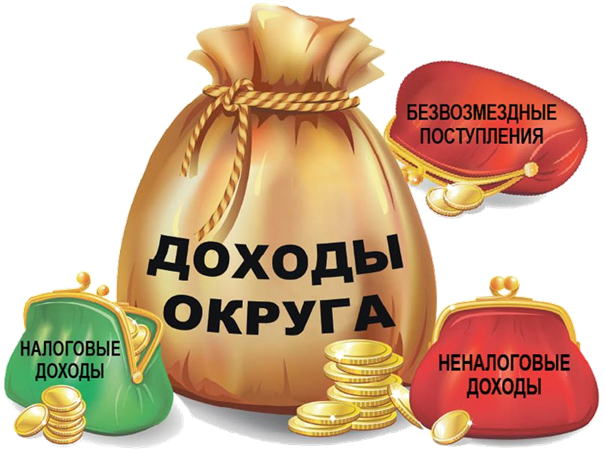 БЕЗВОЗМЕЗДНЫЕ
ПОСТУПЛЕНИЯ
ДОХОДЫ
ОКРУГА
НАЛОГОВЫЕ
ДОХОДЫ
НЕНАЛОГОВЫЕ
ДОХОДЫ